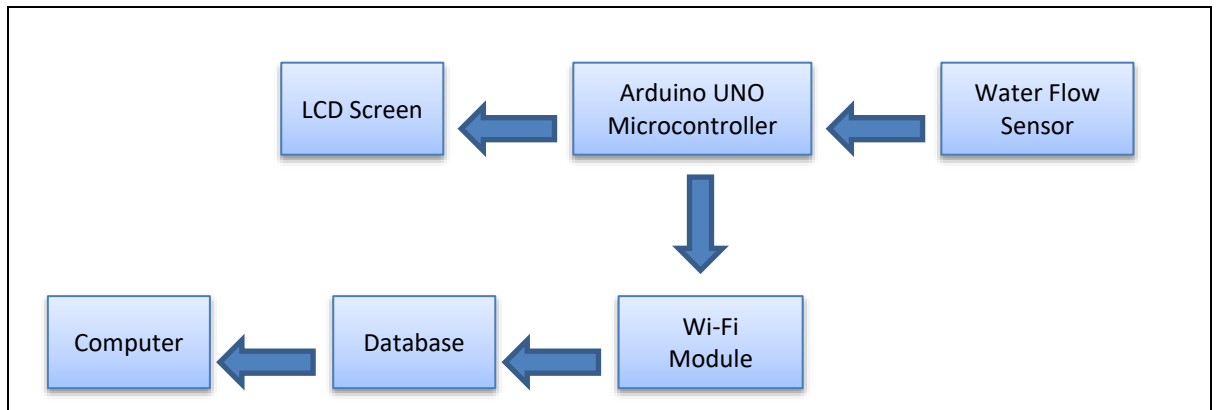 LCD Screen
Arduino UNO
Microcontroller
Water Flow
Sensor
Computer
Database
Wi-Fi
Module